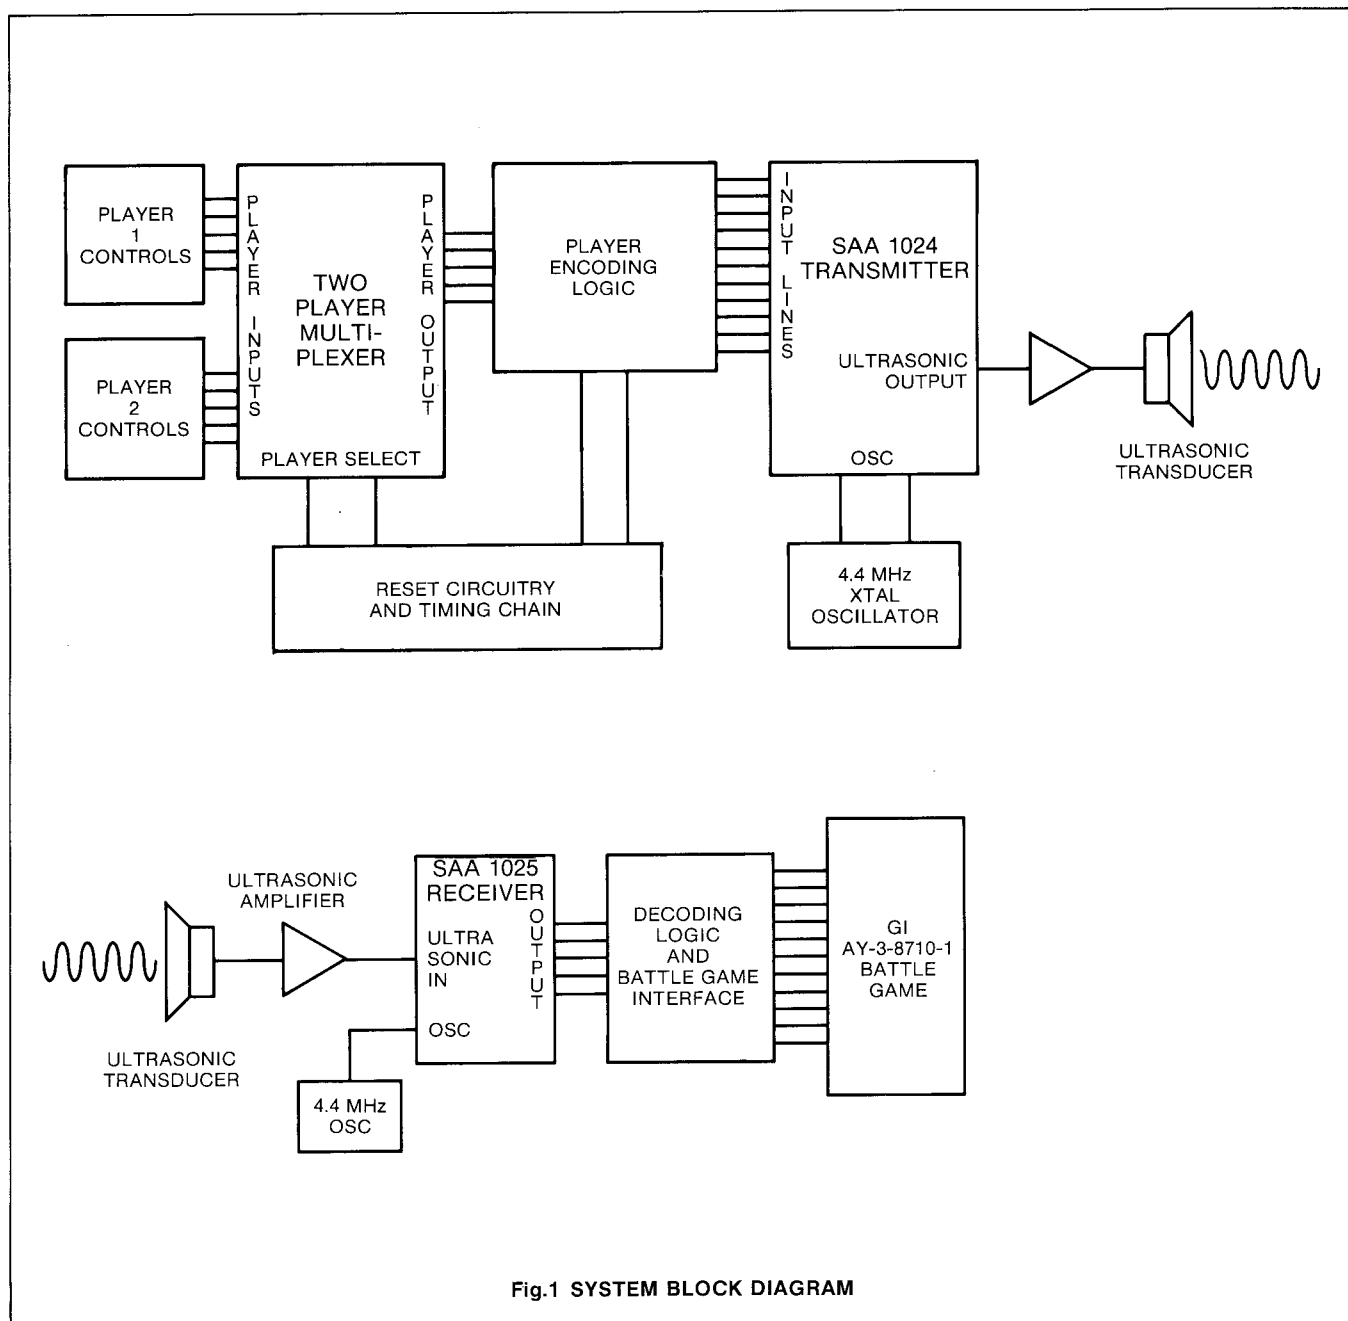 PLAYER
1
CONTROLS
PLAYER INPUTS
TWO
PLAYER
MULTI-
PLEXER
PLAYER OUTPUT
PLAYER SELECT
PLAYER
2
CONTROLS
PLAYER
ENCODING
LOGIC
INPUT LINES
SAA 1024
TRANSMITTER
ULTRASONIC
OUTPUT
OSC
ULTRASONIC
TRANSDUCER
RESET CIRCUITRY
AND TIMING CHAIN
4.4 MHz
XTAL
OSCILLATOR
ULTRASONIC
TRANSDUCER
ULTRASONIC
AMPLIFIER
SAA 1025
RECEIVER
ULTRA
SONIC
IN
OUTPUT
OSC
4.4 MHz
OSC
DECODING
LOGIC
AND
BATTLE GAME
INTERFACE
GI
AY-3-8710-1
BATTLE
GAME
Fig.1 SYSTEM BLOCK DIAGRAM